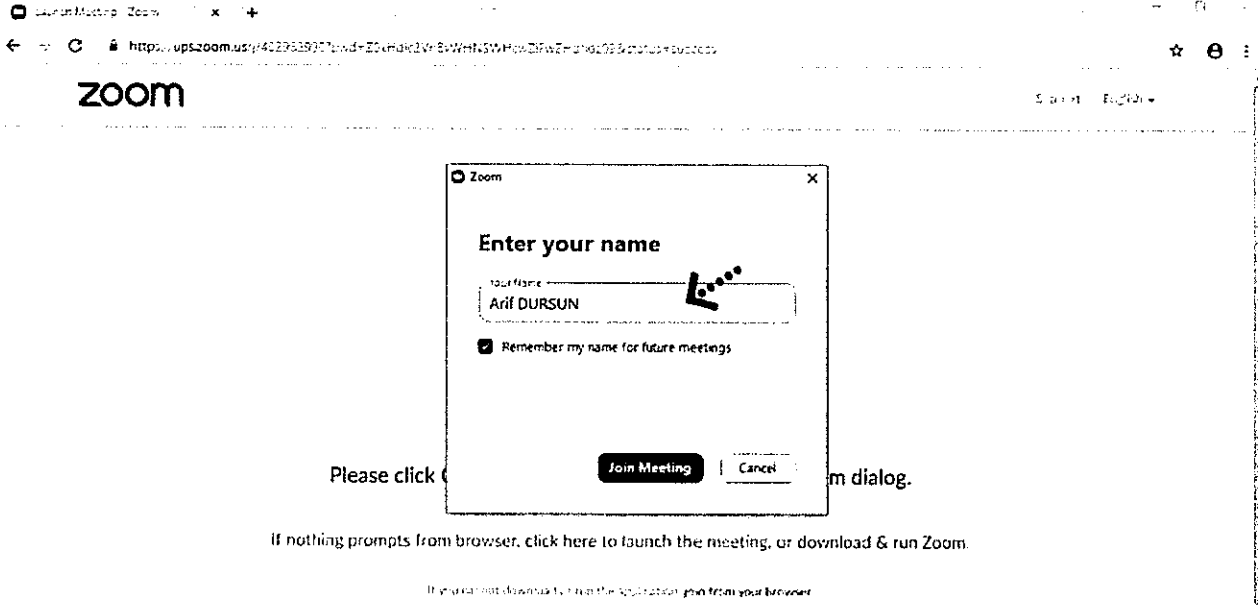 Zoom
https://ups.zoom.us
zoom
English
Zoom
Enter your name
Your Name
Arif DURSUN
Remember my name for future meetings
Join Meeting
Cancel
Please click
m dialog.
If nothing prompts from browser, click here to launch the meeting, or download & run Zoom.
join from your browser